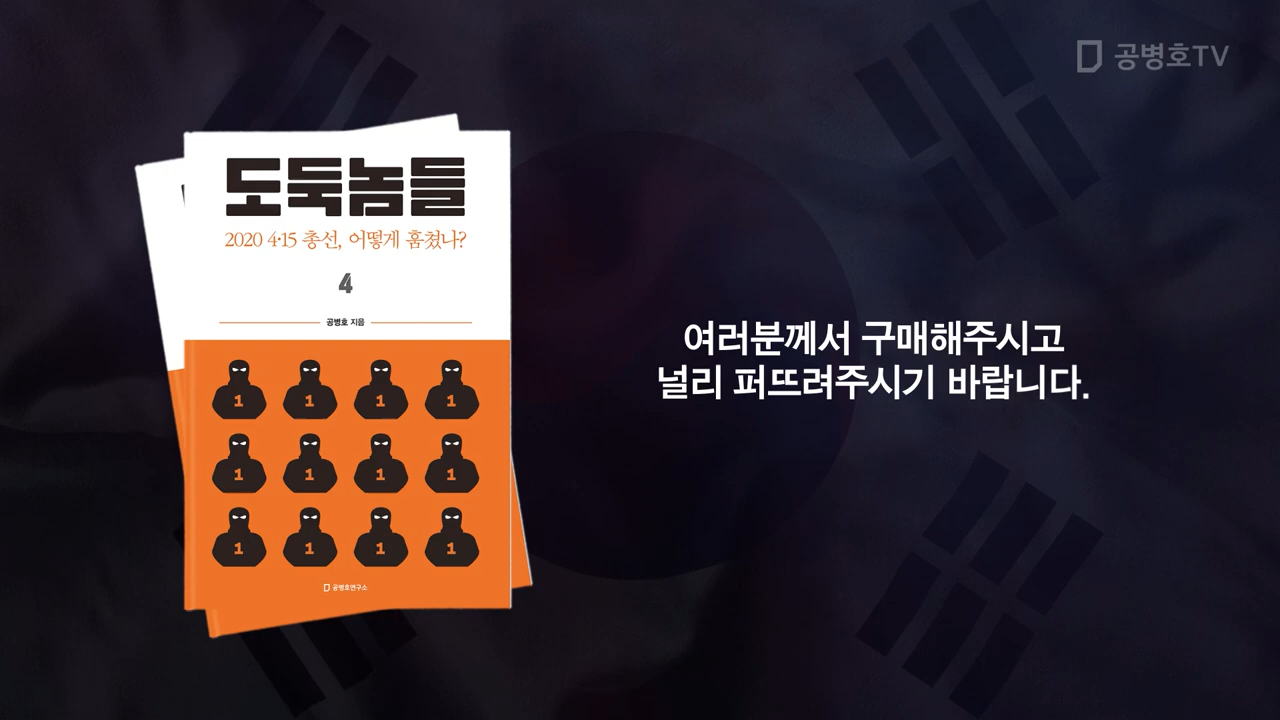 공병호TV
도둑놈들
2020 4·15 총선, 어떻게 훔쳤나?
4
공병호 지음
1 1 1 1
1 1 1 1
1 1 1 1
공병호연구소
여러분께서 구매해주시고
널리 퍼뜨려주시기 바랍니다.